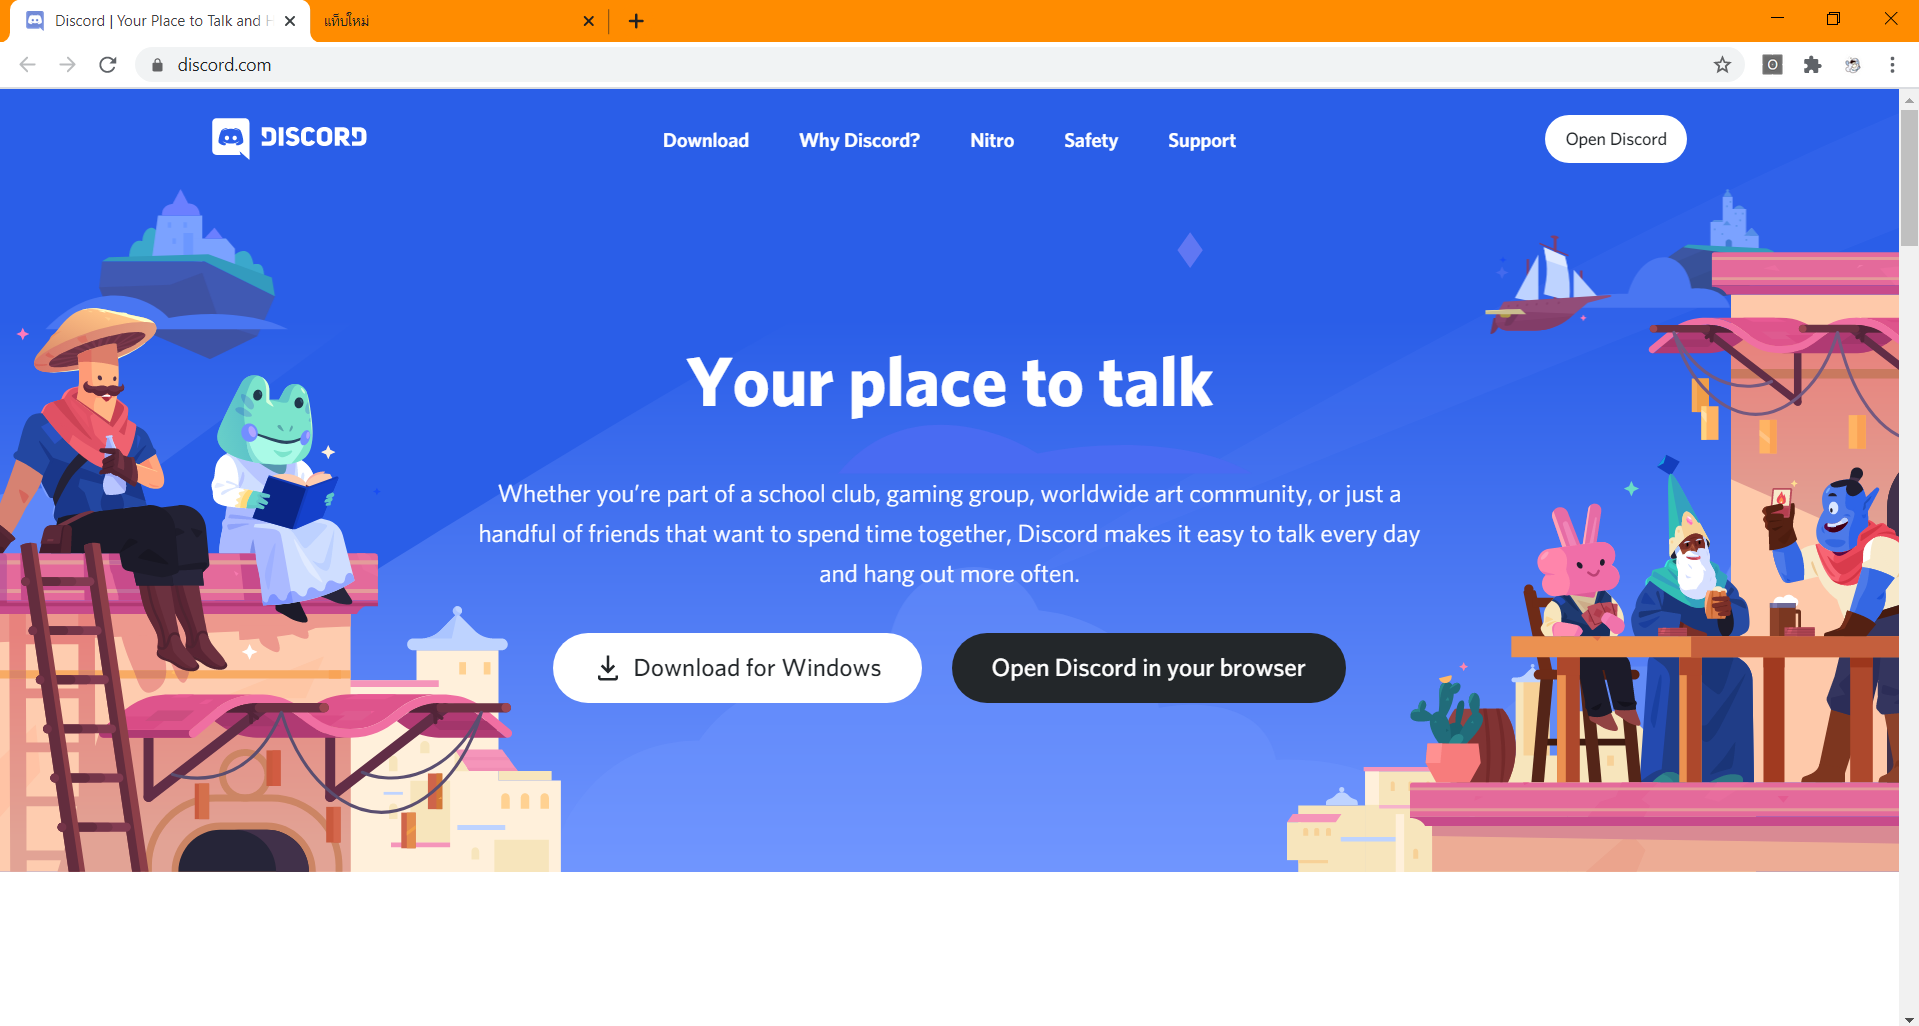 Discord | Your Place to Talk and H
แท็บใหม่
discord.com
DISCORD
Download
Why Discord?
Nitro
Safety
Support
Open Discord
Your place to talk
Whether you’re part of a school club, gaming group, worldwide art community, or just a
handful of friends that want to spend time together, Discord makes it easy to talk every day
and hang out more often.
Download for Windows
Open Discord in your browser